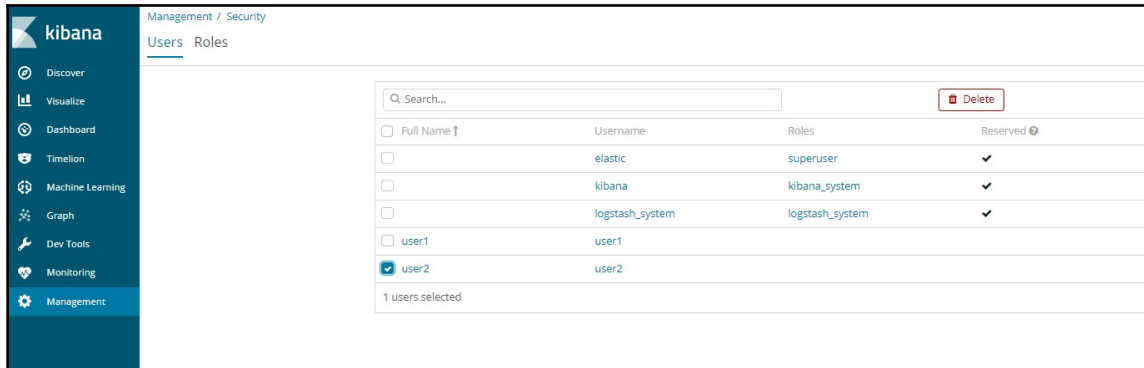 kibana
Discover
Visualize
Dashboard
Timelion
Machine Learning
Graph
Dev Tools
Monitoring
Management
Management / Security
Users Roles
Search... Delete
Full Name Username Roles Reserved
elastic superuser
kibana kibana_system
logstash_system logstash_system
user1 user1
user2 user2
1 users selected